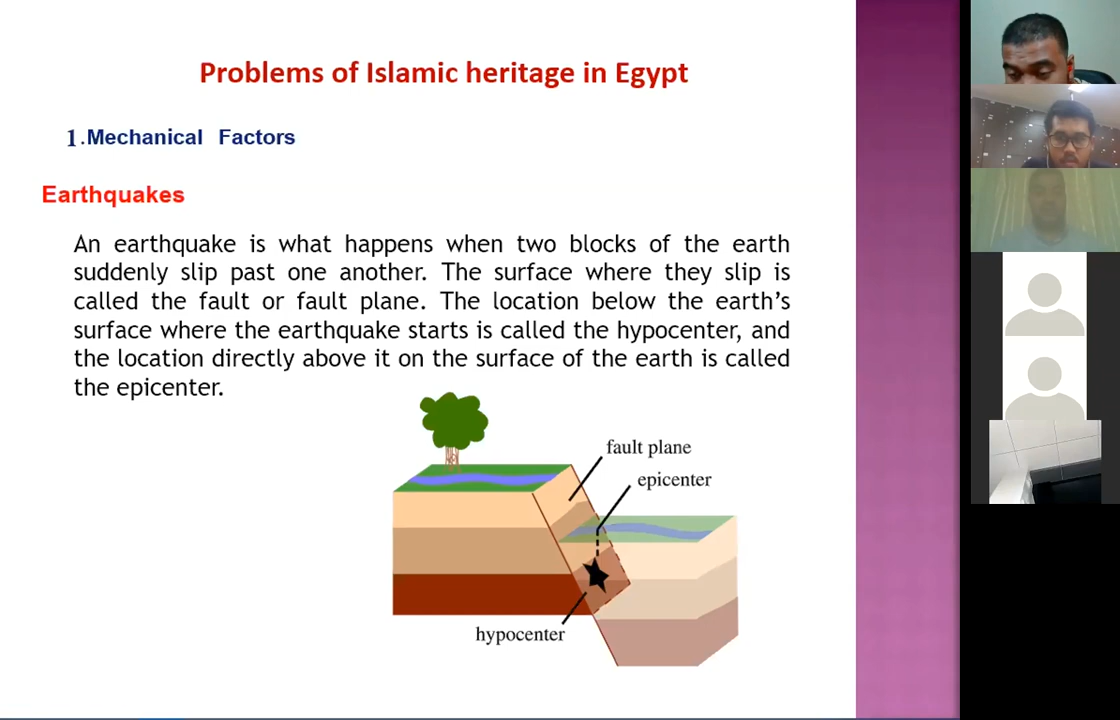 Problems of Islamic heritage in Egypt
1.Mechanical Factors
Earthquakes
An earthquake is what happens when two blocks of the earth
suddenly slip past one another. The surface where they slip is
called the fault or fault plane. The location below the earth's
surface where the earthquake starts is called the hypocenter, and
the location directly above it on the surface of the earth is called
the epicenter.
fault plane
epicenter
hypocenter